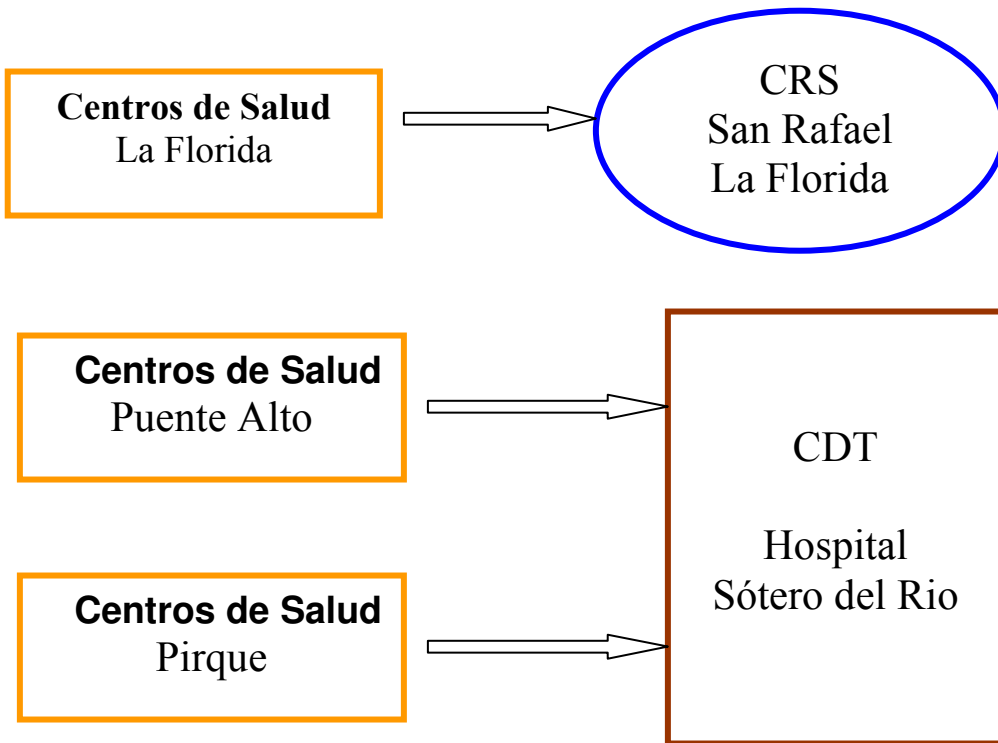 Centros de Salud
La Florida
CRS
San Rafael
La Florida
Centros de Salud
Puente Alto
Centros de Salud
Pirque
CDT
Hospital
Sótero del Rio